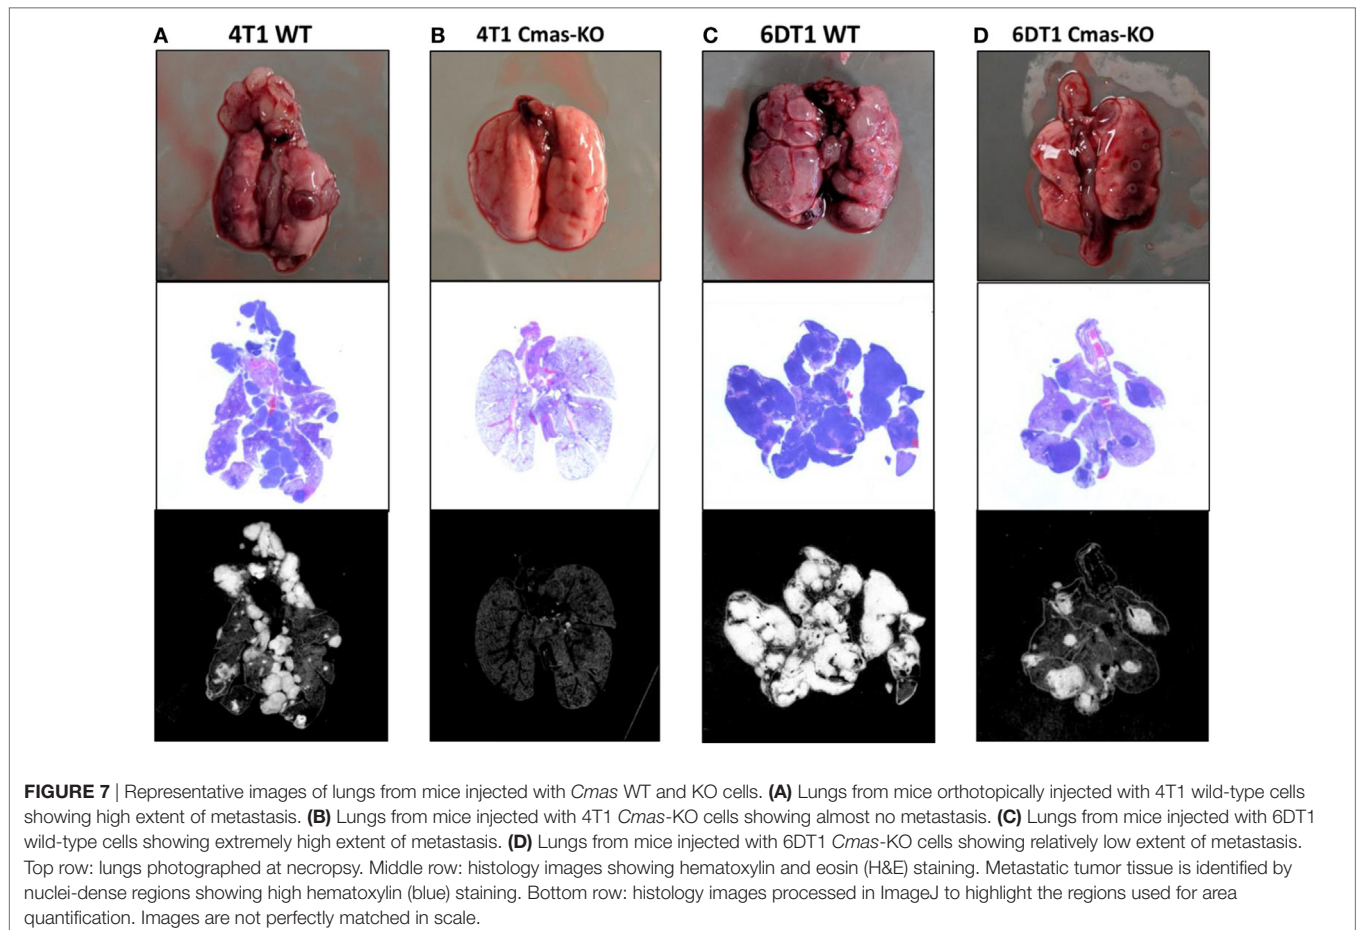 A 4T1 WT B 4T1 Cmas-KO C 6DT1 WT D 6DT1 Cmas-KO
FIGURE 7 | Representative images of lungs from mice injected with Cmas WT and KO cells. (A) Lungs from mice orthotopically injected with 4T1 wild-type cells
showing high extent of metastasis. (B) Lungs from mice injected with 4T1 Cmas-KO cells showing almost no metastasis. (C) Lungs from mice injected with 6DT1
wild-type cells showing extremely high extent of metastasis. (D) Lungs from mice injected with 6DT1 Cmas-KO cells showing relatively low extent of metastasis.
Top row: lungs photographed at necropsy. Middle row: histology images showing hematoxylin and eosin (H&E) staining. Metastatic tumor tissue is identified by
nuclei-dense regions showing high hematoxylin (blue) staining. Bottom row: histology images processed in ImageJ to highlight the regions used for area
quantification. Images are not perfectly matched in scale.